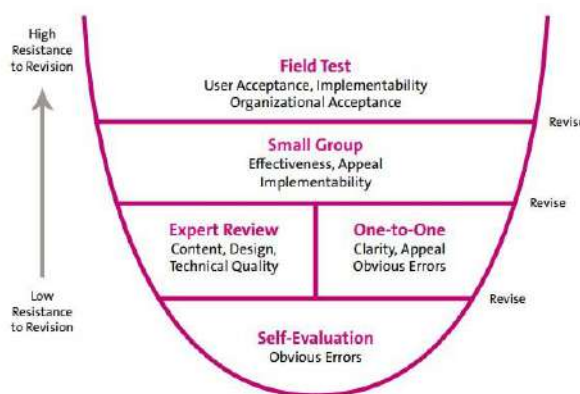 High
Resistance
to Revision
Field Test
User Acceptance, Implementability
Organizational Acceptance
Revise
Small Group
Effectiveness, Appeal
Implementability
Revise
Expert Review
Content, Design,
Technical Quality
One-to-One
Clarity, Appeal
Obvious Errors
Low
Resistance
to Revision
Revise
Self-Evaluation
Obvious Errors